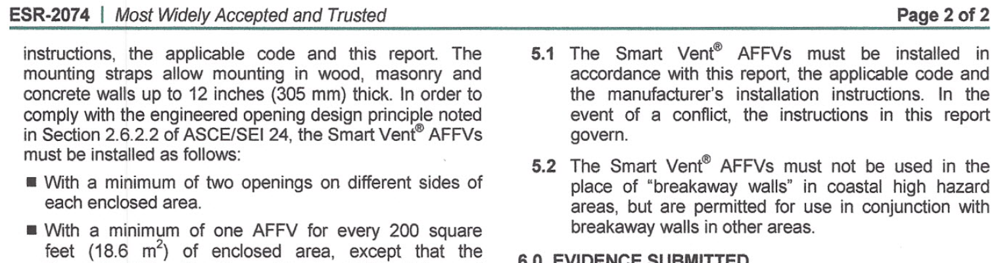 ESR-2074 | Most Widely Accepted and Trusted
Page 2 of 2
instructions, the applicable code and this report. The
mounting straps allow mounting in wood, masonry and
concrete walls up to 12 inches (305 mm) thick. In order to
comply with the engineered opening design principle noted
in Section 2.6.2.2 of ASCE/SEI 24, the Smart Vent® AFFVs
must be installed as follows:
■ With a minimum of two openings on different sides of
each enclosed area.
■ With a minimum of one AFFV for every 200 square
feet (18.6 m²) of enclosed area, except that the
5.1 The Smart Vent® AFFVs must be installed in
accordance with this report, the applicable code and
the manufacturer's installation instructions. In the
event of a conflict, the instructions in this report
govern.
5.2 The Smart Vent® AFFVs must not be used in the
place of “breakaway walls” in coastal high hazard
areas, but are permitted for use in conjunction with
breakaway walls in other areas.
6.0 EVIDENCE SUBMITTED